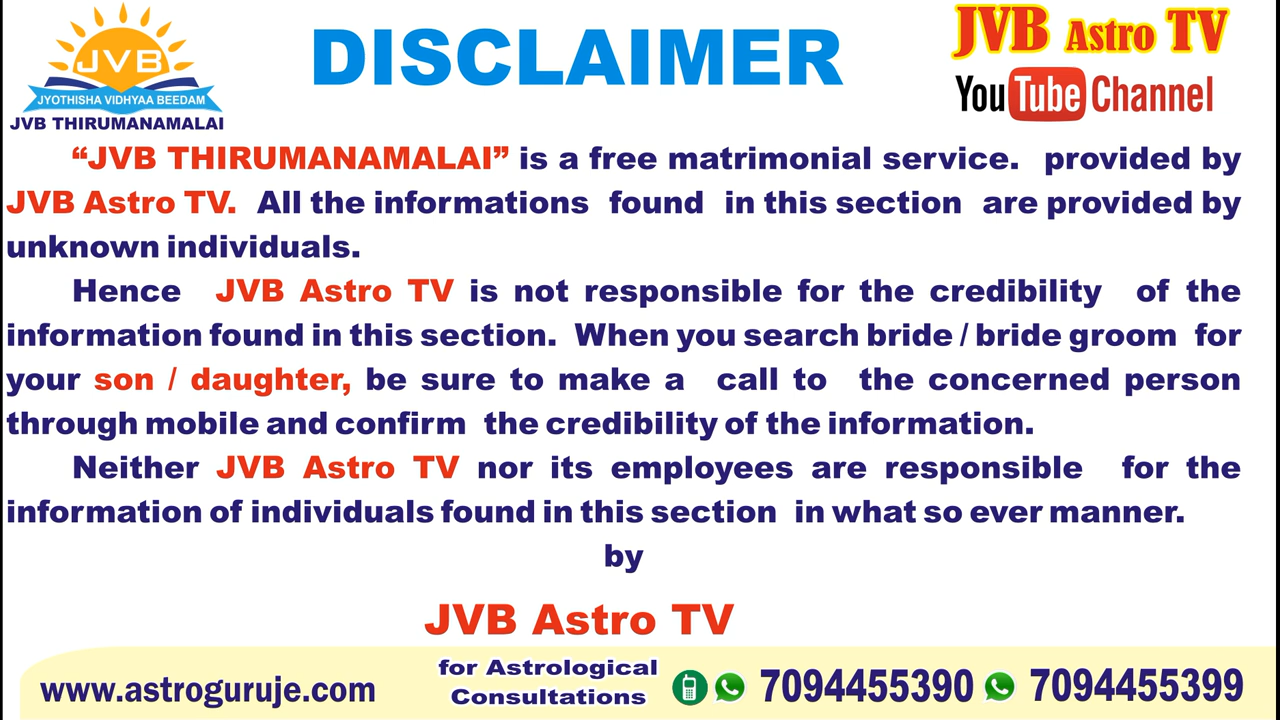 JVB
JYOTHISHA VIDHYAA BEEDAM
JVB THIRUMANAMALAI
DISCLAIMER
JVB Astro TV
YouTube Channel
“JVB THIRUMANAMALAI” is a free matrimonial service. provided by
JVB Astro TV. All the informations found in this section are provided by
unknown individuals.
Hence JVB Astro TV is not responsible for the credibility of the
information found in this section. When you search bride / bride groom for
your son / daughter, be sure to make a call to the concerned person
through mobile and confirm the credibility of the information.
Neither JVB Astro TV nor its employees are responsible for the
information of individuals found in this section in what so ever manner.
by
JVB Astro TV
www.astroguruje.com
for Astrological
Consultations
7094455390 7094455399